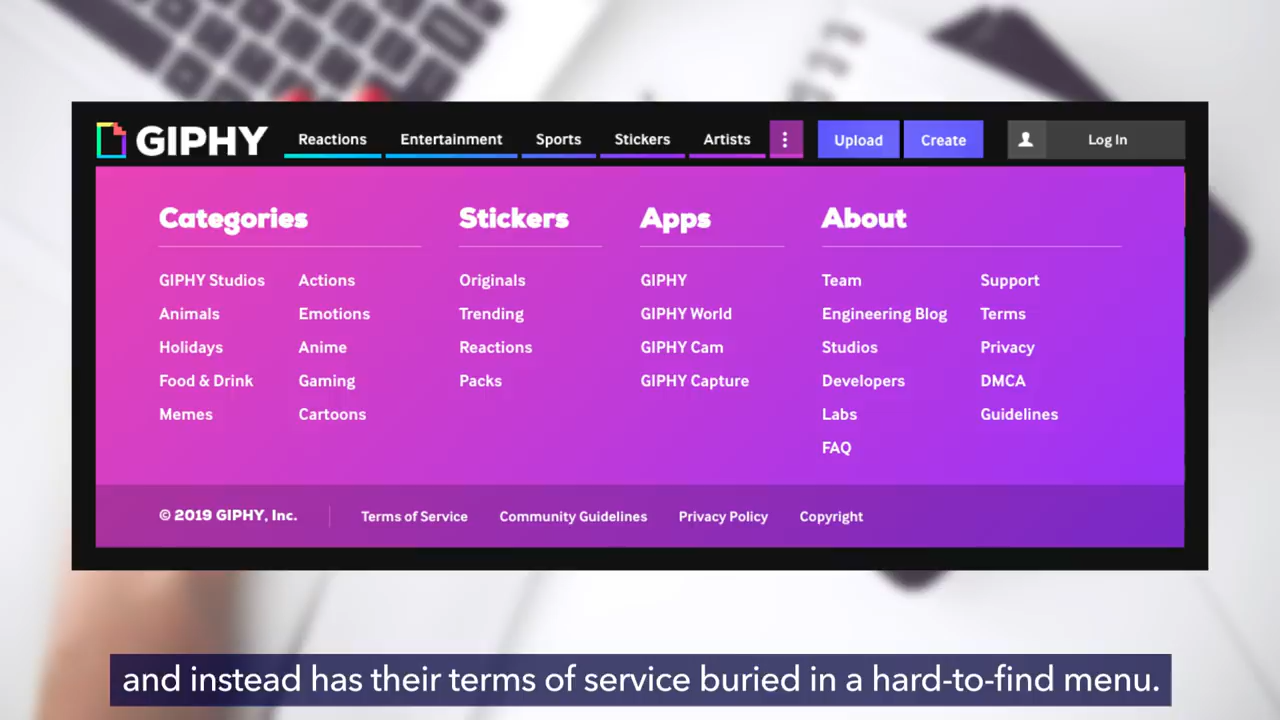 GIPHY Reactions Entertainment Sports Stickers Artists Upload Create Log In
Categories Stickers Apps About
GIPHY Studios Actions Originals GIPHY Team Support
Animals Emotions Trending GIPHY World Engineering Blog Terms
Holidays Anime Reactions GIPHY Cam Studios Privacy
Food & Drink Gaming Packs GIPHY Capture Developers DMCA
Memes Cartoons Labs Guidelines
FAQ
© 2019 GIPHY, Inc. Terms of Service Community Guidelines Privacy Policy Copyright
and instead has their terms of service buried in a hard-to-find menu.